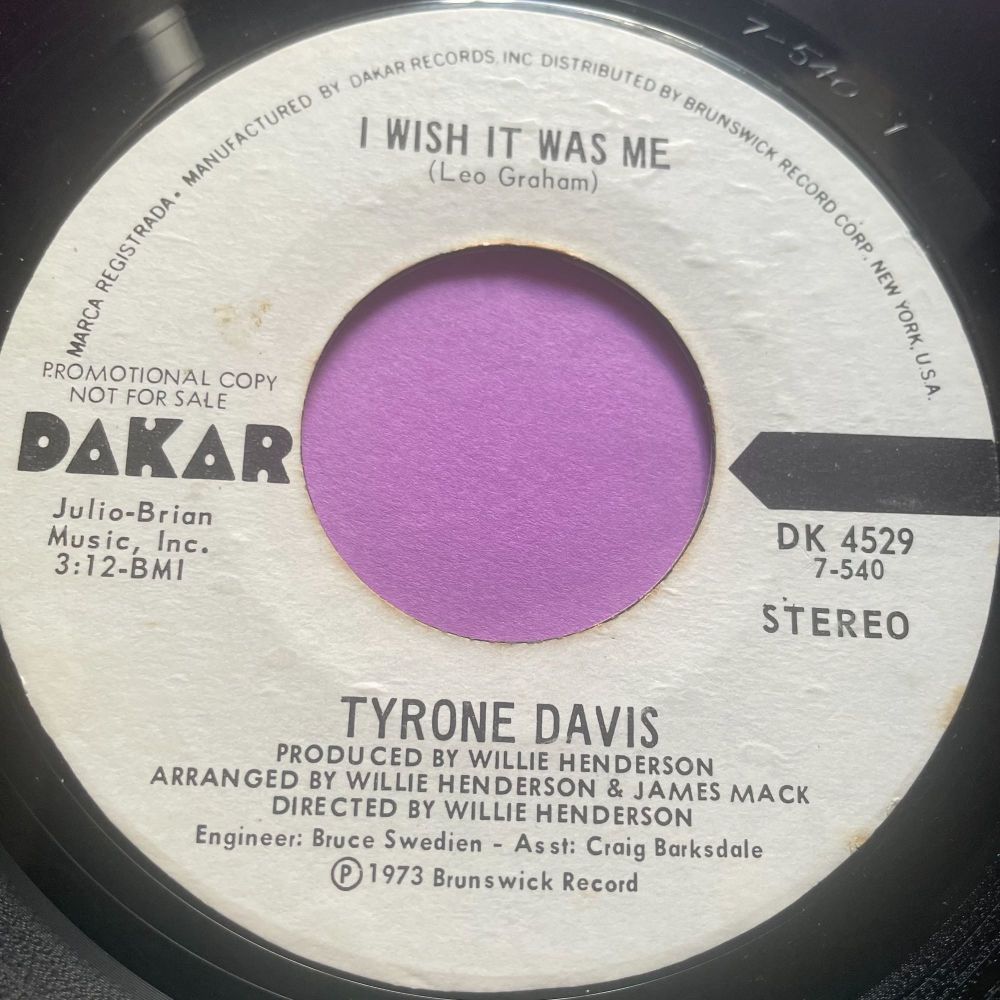 7-540
MARCA REGISTRADA • MANUFACTURED BY DAKAR RECORDS, INC DISTRIBUTED BY BRUNSWICK RECORD CORP. NEW YORK, U.S.A.
I WISH IT WAS ME
(Leo Graham)
PROMOTIONAL COPY
NOT FOR SALE
DAKAR
Julio-Brian
Music, Inc.
3:12-BMI
DK 4529
7-540
STEREO
TYRONE DAVIS
PRODUCED BY WILLIE HENDERSON
ARRANGED BY WILLIE HENDERSON & JAMES MACK
DIRECTED BY WILLIE HENDERSON
Engineer: Bruce Swedien - Asst: Craig Barksdale
Ⓟ 1973 Brunswick Record